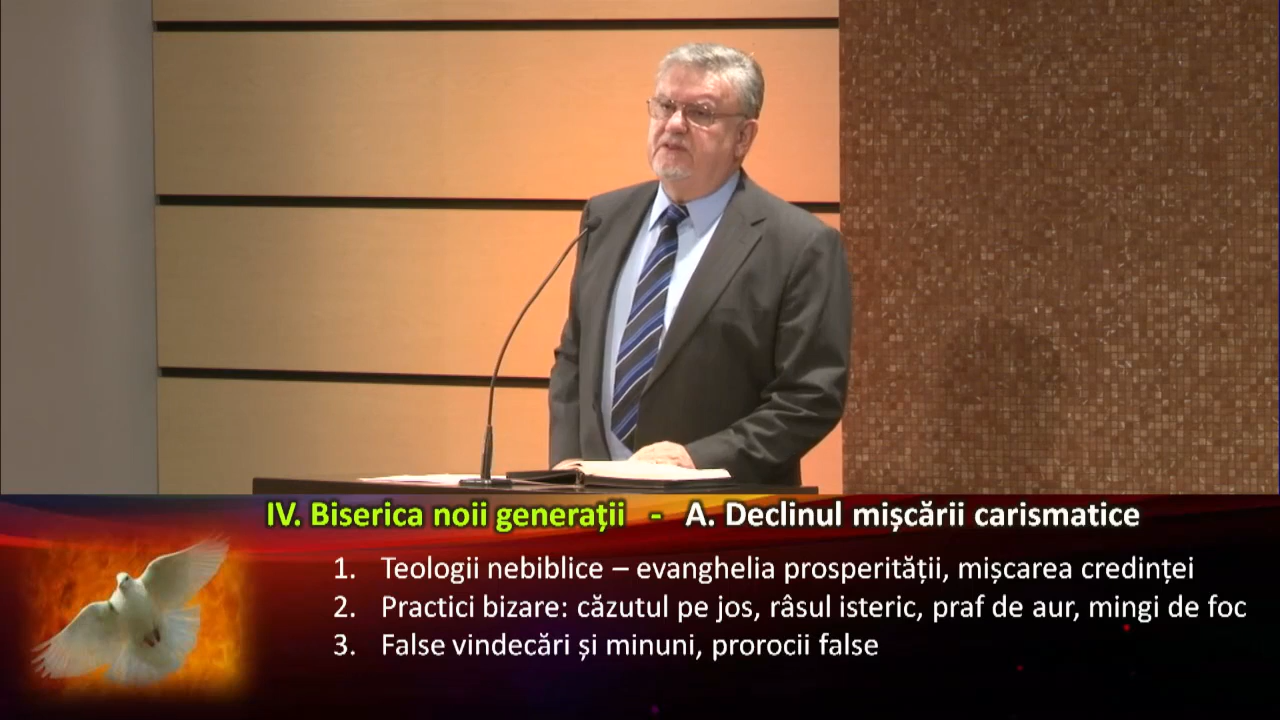 IV. Biserica noii generații - A. Declinul mișcării carismatice
1. Teologii nebiblice – evanghelia prosperității, mișcarea credinței
2. Practici bizare: căzutul pe jos, râsul isteric, praf de aur, mingi de foc
3. False vindecări și minuni, prorocii false